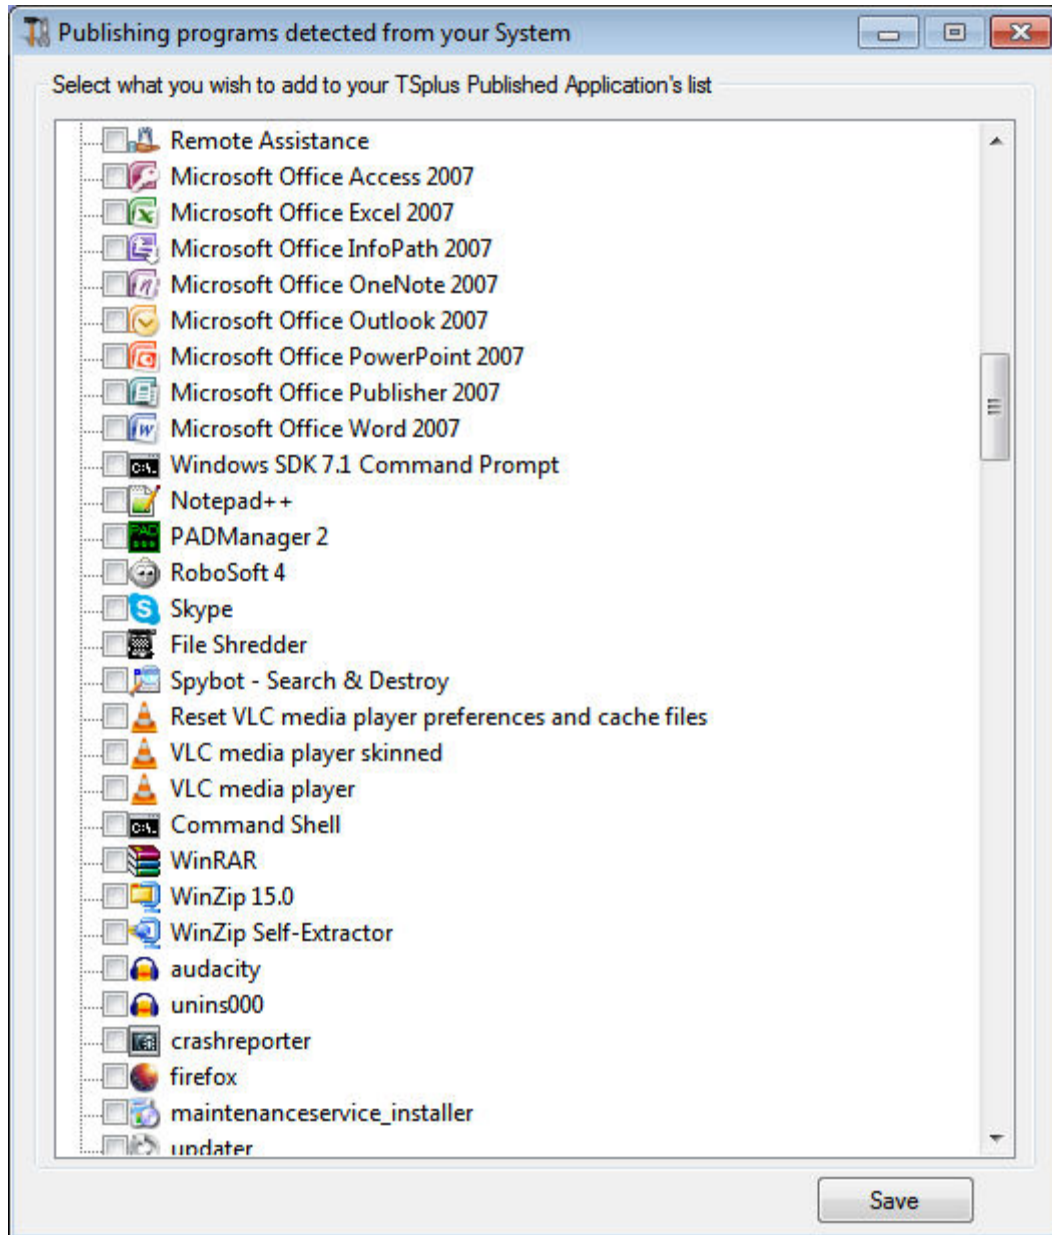 Publishing programs detected from your System
Select what you wish to add to your TSplus Published Application's list
Remote Assistance
Microsoft Office Access 2007
Microsoft Office Excel 2007
Microsoft Office InfoPath 2007
Microsoft Office OneNote 2007
Microsoft Office Outlook 2007
Microsoft Office PowerPoint 2007
Microsoft Office Publisher 2007
Microsoft Office Word 2007
Windows SDK 7.1 Command Prompt
Notepad++
PADManager 2
RoboSoft 4
Skype
File Shredder
Spybot - Search & Destroy
Reset VLC media player preferences and cache files
VLC media player skinned
VLC media player
Command Shell
WinRAR
WinZip 15.0
WinZip Self-Extractor
audacity
unins000
crashreporter
firefox
maintenanceservice_installer
updater
Save